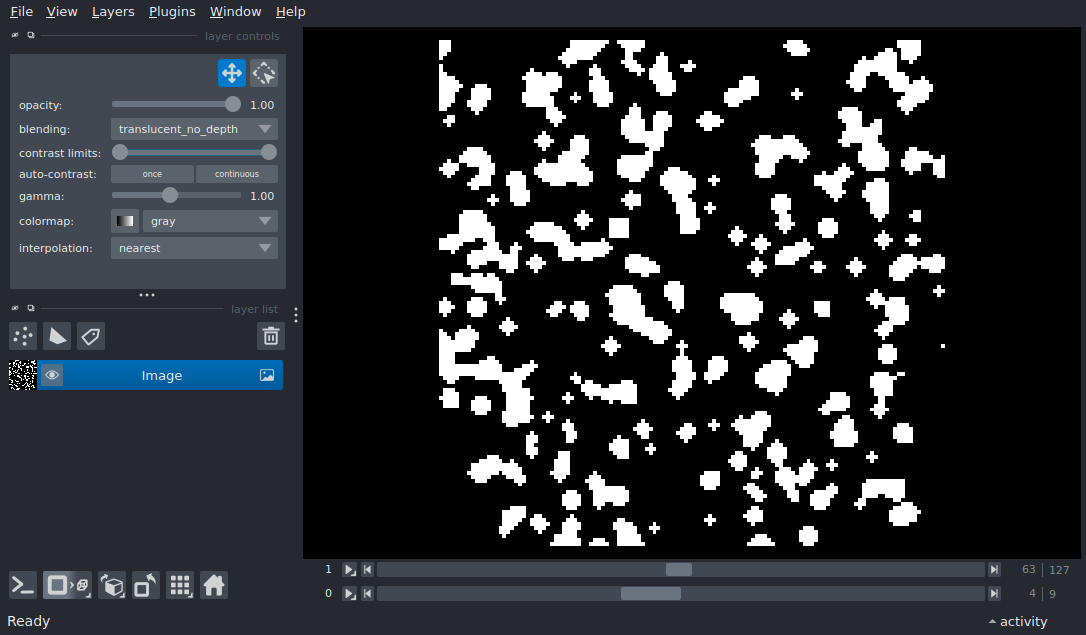 File View Layers Plugins Window Help
layer controls
opacity: 1.00
blending: translucent_no_depth
contrast limits:
auto-contrast: once continuous
gamma: 1.00
colormap: gray
interpolation: nearest
layer list
Image
1 63 127
0 4 9
Ready activity